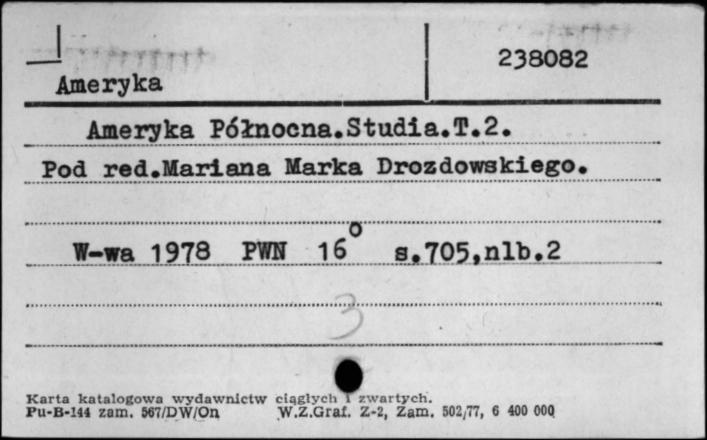 238082
Ameryka
Ameryka Północna.Studia.T.2.
Pod red.Mariana Marka Drozdowskiego.
W-wa 1978 PWN 16° s.705,nlb.2
3
Karta katalogowa wydawnictw ciągłych i zwartych.
Pu-B-144 zam. 567/DW/On W.Z.Graf. Z-2, Zam. 502/77, 6 400 000